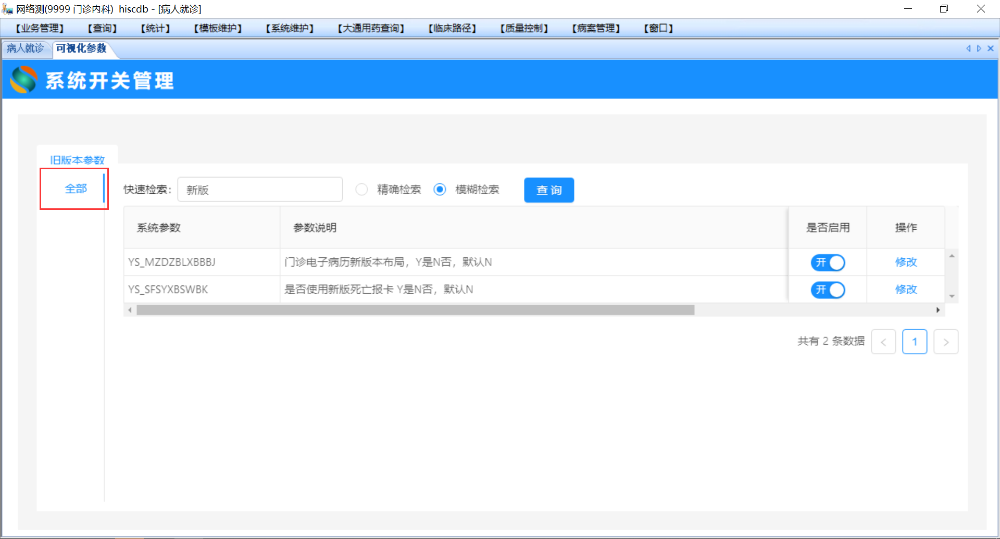 网络测(9999 门诊内科) hiscdb - [病人就诊]
【业务管理】 【查询】 【统计】 【模板维护】 【系统维护】 【大通用药查询】 【临床路径】 【质量控制】 【病案管理】 【窗口】
病人就诊 可视化参数
系统开关管理
旧版本参数
全部
快速检索： 新版 精确检索 模糊检索 查 询
系统参数 参数说明 是否启用 操作
YS_MZDZBLXBBBJ 门诊电子病历新版本布局，Y是N否，默认N 开 修改
YS_SFSYXBSWBK 是否使用新版死亡报卡 Y是N否，默认N 开 修改
共有 2 条数据 < 1 >